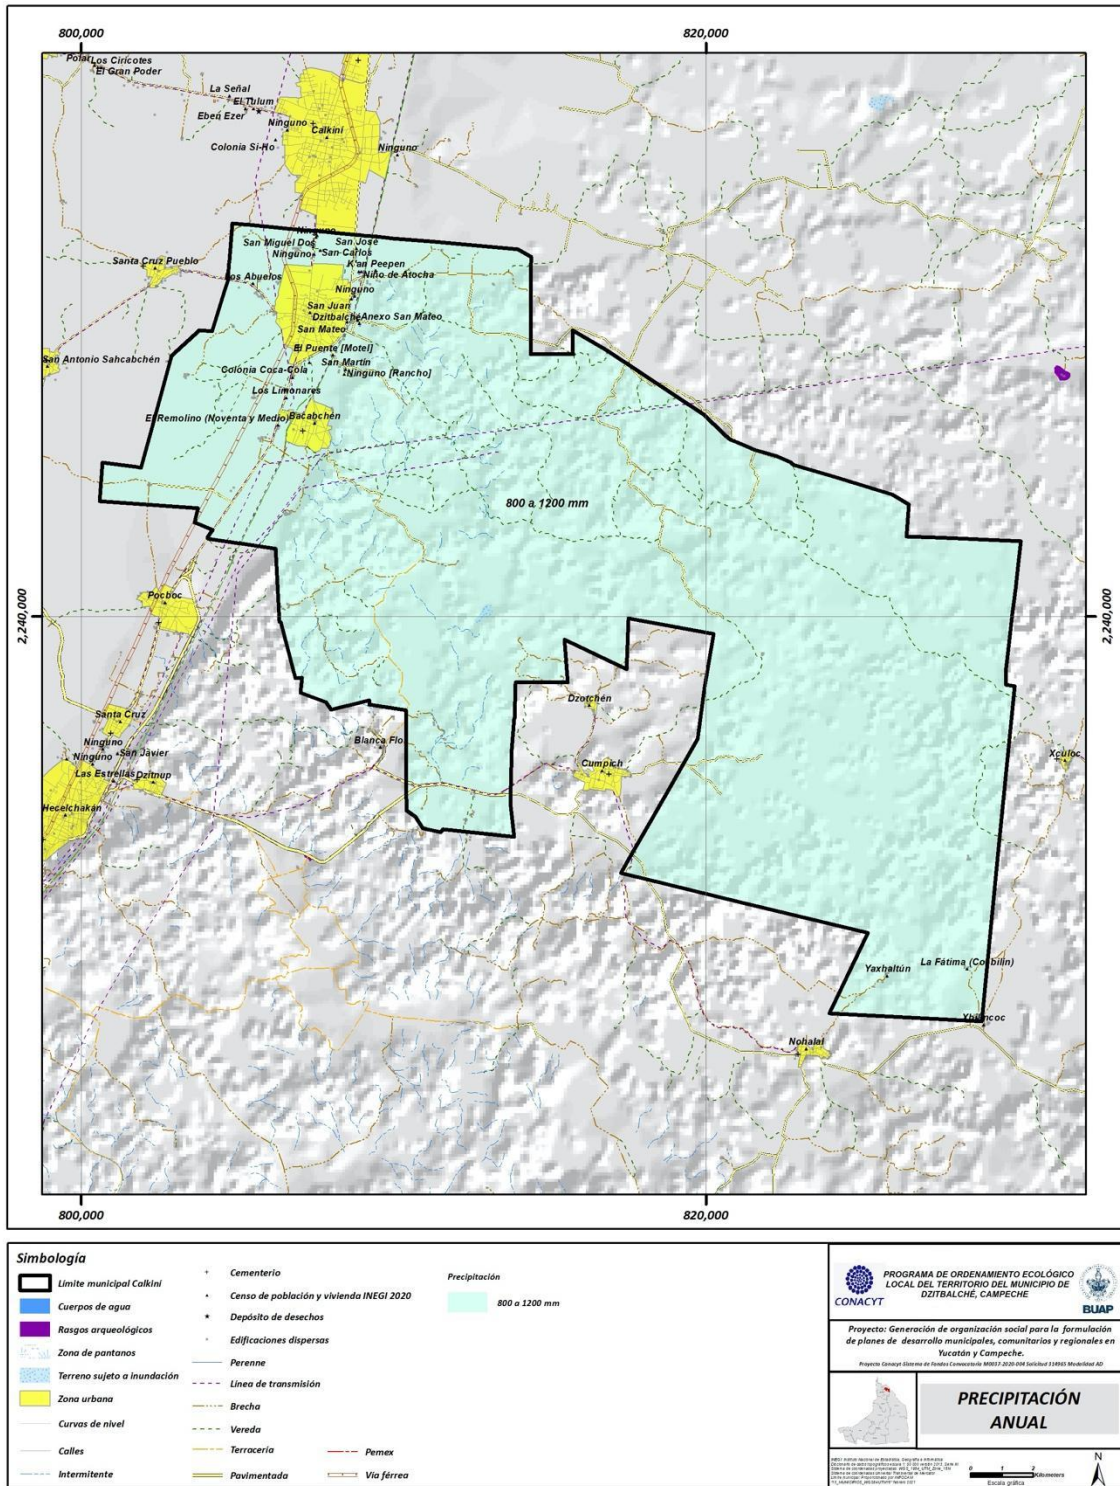 800,000
820,000
Los Ciricotes
El Gran Poder
La Señal
El Tulum
Eben Ezer
Ninguno
Calkiní
Colonia Si-Ho
Ninguno
Ninguno
San Miguel Dos
San José
San Carlos
Ninguno
Santa Cruz Pueblo
K'an Peepen
Niño de Atocha
Los Abuelos
Ninguno
San Juan
Dzitbalché
Anexo San Mateo
San Mateo
El Puente [Motel]
San Antonio Sahcabchén
San Martín
Colonia Coca-Cola
Ninguno [Rancho]
Los Limonares
El Remolino (Noventa y Medio)
Bacabchén
800 a 1200 mm
Pocboc
2,240,000
2,240,000
Dzotchén
Santa Cruz
Ninguno
San Javier
Ninguno
Blanca Flo
Xculoc
Cumpich
Las Estrellas
Dzitnup
Hecelchakán
Yaxhaltún
Nohalal
800,000
820,000
Simbología
Limite municipal Calkini
Cuerpos de agua
Rasgos arqueológicos
Zona de pantanos
Terreno sujeto a inundación
Zona urbana
Curvas de nivel
Calles
Intermitente
Cementerio
Censo de población y vivienda INEGI 2020
Depósito de desechos
Edificaciones dispersas
Perenne
Línea de transmisión
Brecha
Vereda
Terracería
Pavimentada
Pemex
Vía férrea
Precipitación
800 a 1200 mm
CONACYT
PROGRAMA DE ORDENAMIENTO ECOLÓGICO
LOCAL DEL TERRITORIO DEL MUNICIPIO DE
DZITBALCHÉ, CAMPECHE
BUAP
Proyecto: Generación de organización social para la formulación
de planes de desarrollo municipales, comunitarios y regionales en
Yucatán y Campeche.
PRECIPITACIÓN
ANUAL
N
0 1 2
Kilometers
Escala gráfica